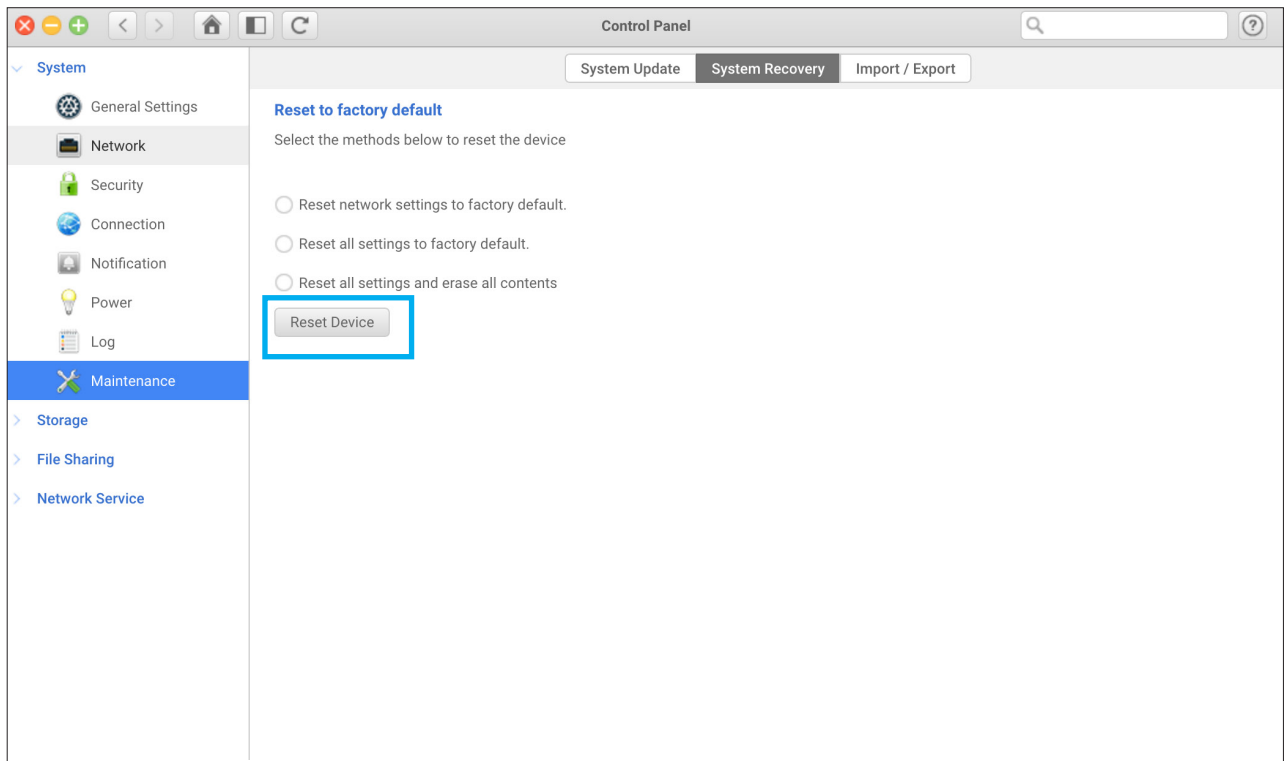 Control Panel
System
General Settings
Network
Security
Connection
Notification
Power
Log
Maintenance
Storage
File Sharing
Network Service
System Update
System Recovery
Import / Export
Reset to factory default
Select the methods below to reset the device
Reset network settings to factory default.
Reset all settings to factory default.
Reset all settings and erase all contents
Reset Device